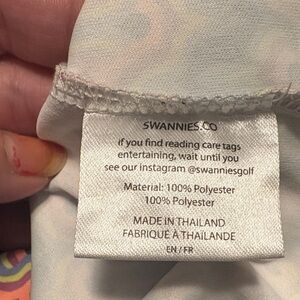 SWANNIES.CO
if you find reading care tags
entertaining, wait until you
see our instagram @swanniesgolf
Material: 100% Polyester
100% Polyester
MADE IN THAILAND
FABRIQUÉ À THAÏLANDE
EN / FR